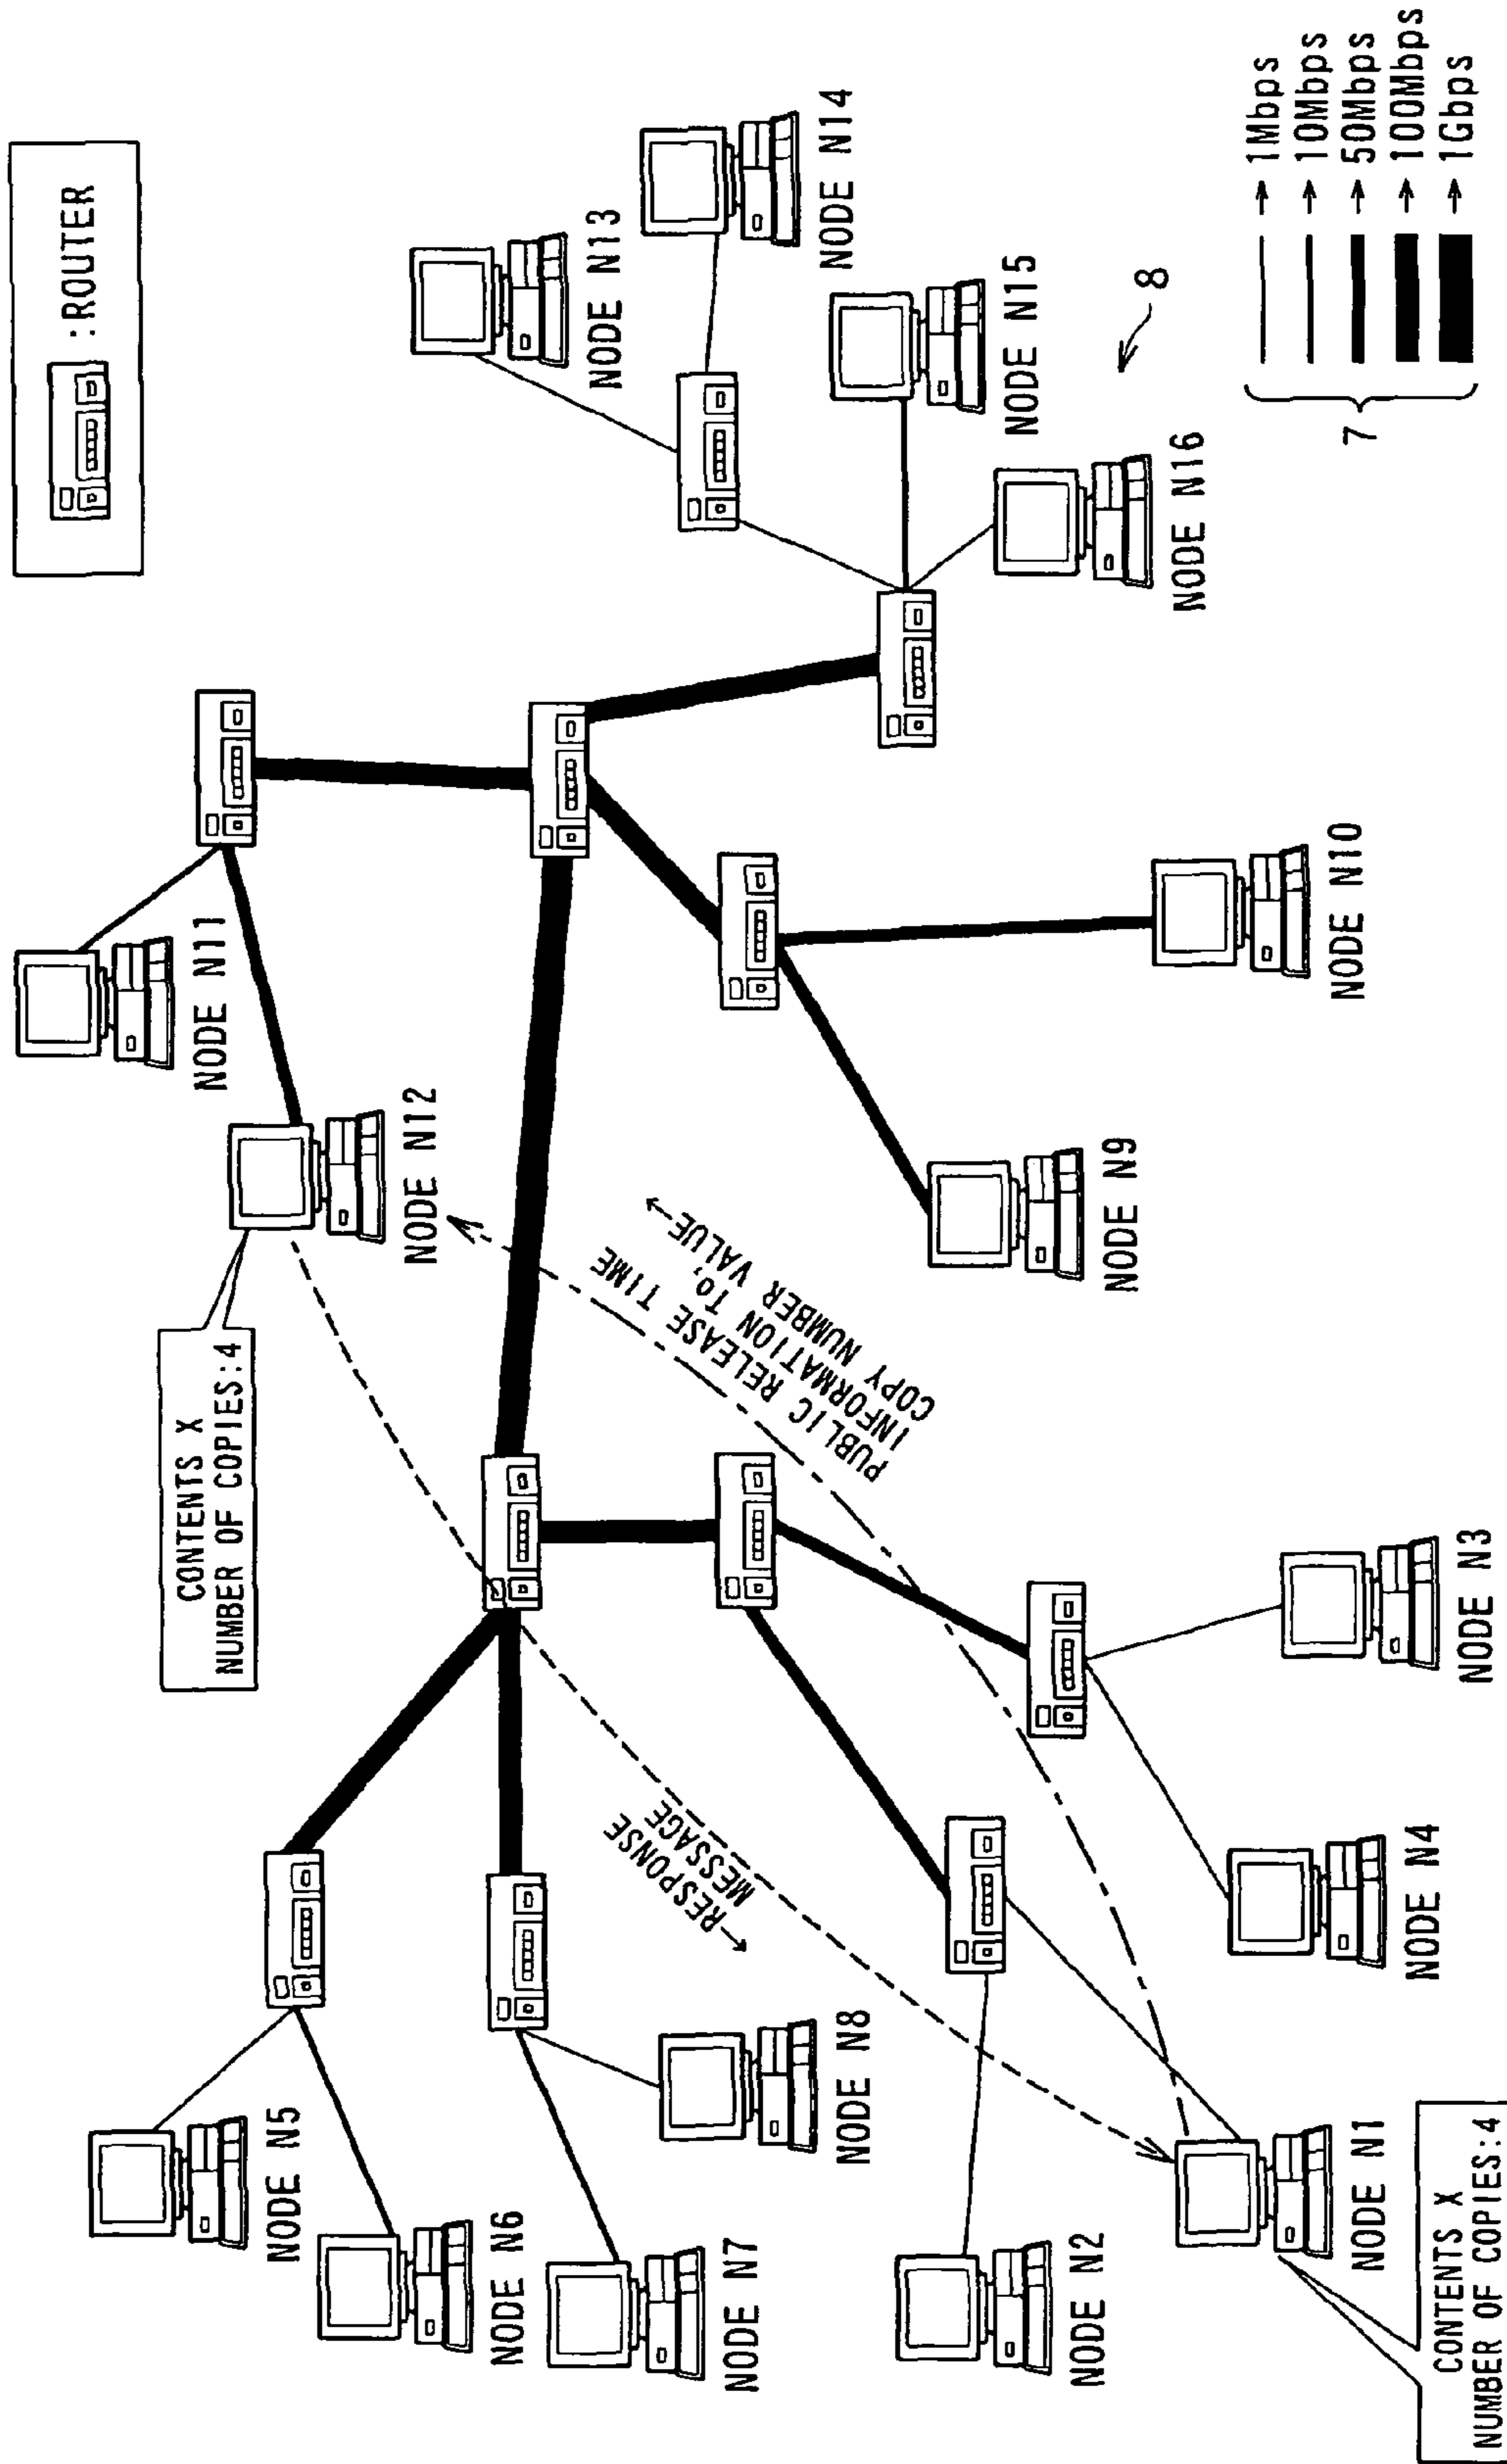 :ROUTER
NODE N5
NODE N6
NODE N7
NODE N8
NODE N2
NODE N1
CONTENTS X
NUMBER OF COPIES:4
NODE N4
NODE N3
←RESPONSE
MESSAGE
CONTENTS X
NUMBER OF COPIES:4
NODE N12
NODE N11
PUBLIC RELEASE TIME
INFORMATION TO,
COPY NUMBER VALUE→
NODE N9
NODE N10
NODE N13
NODE N14
NODE N15
NODE N16
8
7
→1Mbps
→10Mbps
→50Mbps
→100Mbps
→1Gbps